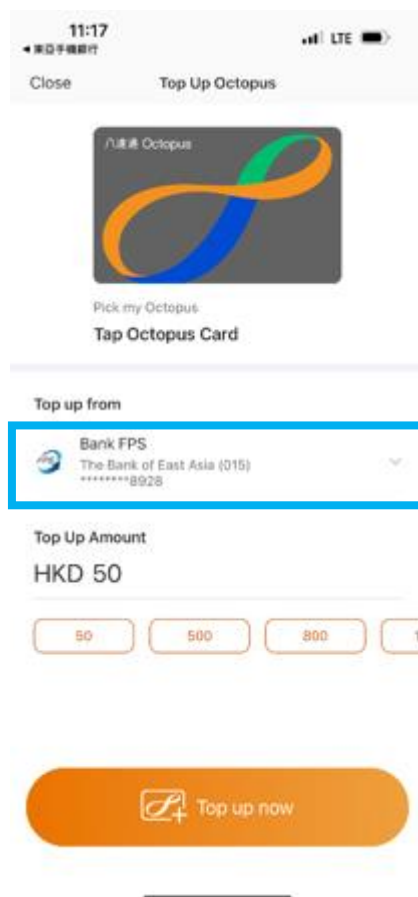 11:17
LTE
◀東亞手機銀行
Close
Top Up Octopus
八達通 Octopus
Pick my Octopus
Tap Octopus Card
Top up from
Bank FPS
The Bank of East Asia (015)
********8928
Top Up Amount
HKD 50
50
500
800
Top up now